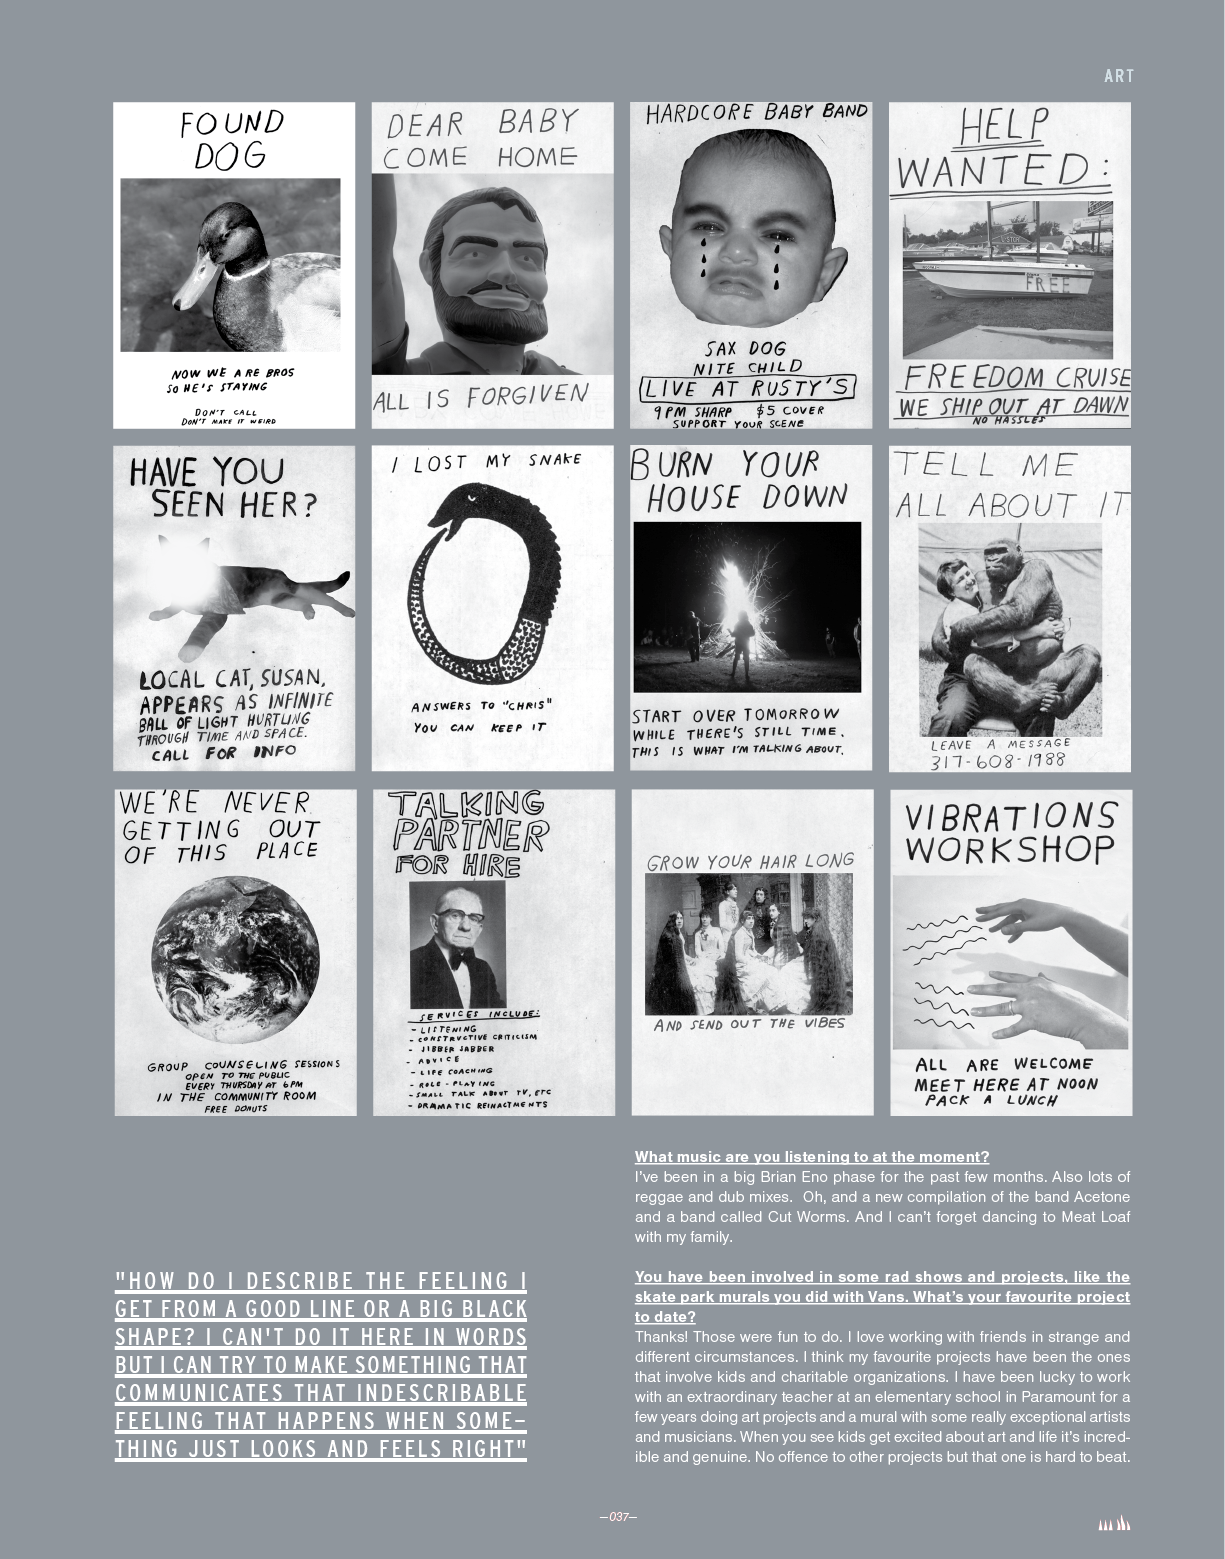 ART
FOUND
DOG
NOW WE ARE BROS
SO HE'S STAYING
DON'T CALL
DON'T MAKE IT WEIRD
DEAR BABY
COME HOME
ALL IS FORGIVEN
HARDCORE BABY BAND
SAX DOG
NITE CHILD
LIVE AT RUSTY'S
9PM SHARP $5 COVER
SUPPORT YOUR SCENE
HELP
WANTED:
FREE
FREEDOM CRUISE
WE SHIP OUT AT DAWN
NO HASSLES
HAVE YOU
SEEN HER?
LOCAL CAT, SUSAN,
APPEARS AS INFINITE
BALL OF LIGHT HURTLING
THROUGH TIME AND SPACE.
CALL FOR INFO
I LOST MY SNAKE
ANSWERS TO "CHRIS"
YOU CAN KEEP IT
BURN YOUR
HOUSE DOWN
START OVER TOMORROW
WHILE THERE'S STILL TIME.
THIS IS WHAT I'M TALKING ABOUT.
TELL ME
ALL ABOUT IT
LEAVE A MESSAGE
317-608-1988
WE'RE NEVER
GETTING OUT
OF THIS PLACE
GROUP COUNSELING SESSIONS
OPEN TO THE PUBLIC
EVERY THURSDAY AT 6PM
IN THE COMMUNITY ROOM
FREE DONUTS
TALKING
PARTNER
FOR HIRE
SERVICES INCLUDE:
- LISTENING
- CONSTRUCTIVE CRITICISM
- JIBBER JABBER
- ADVICE
- LIFE COACHING
- ROLE-PLAYING
- SMALL TALK ABOUT TV, ETC
- DRAMATIC REINACTMENTS
GROW YOUR HAIR LONG
AND SEND OUT THE VIBES
VIBRATIONS
WORKSHOP
ALL ARE WELCOME
MEET HERE AT NOON
PACK A LUNCH
"HOW DO I DESCRIBE THE FEELING I
GET FROM A GOOD LINE OR A BIG BLACK
SHAPE? I CAN'T DO IT HERE IN WORDS
BUT I CAN TRY TO MAKE SOMETHING THAT
COMMUNICATES THAT INDESCRIBABLE
FEELING THAT HAPPENS WHEN SOME–
THING JUST LOOKS AND FEELS RIGHT"
What music are you listening to at the moment?
I've been in a big Brian Eno phase for the past few months. Also lots of
reggae and dub mixes.  Oh, and a new compilation of the band Acetone
and a band called Cut Worms. And I can't forget dancing to Meat Loaf
with my family.
You have been involved in some rad shows and projects, like the
skate park murals you did with Vans. What's your favourite project
to date?
Thanks! Those were fun to do. I love working with friends in strange and
different circumstances. I think my favourite projects have been the ones
that involve kids and charitable organizations. I have been lucky to work
with an extraordinary teacher at an elementary school in Paramount for a
few years doing art projects and a mural with some really exceptional artists
and musicians. When you see kids get excited about art and life it's incred-
ible and genuine. No offence to other projects but that one is hard to beat.
—037—